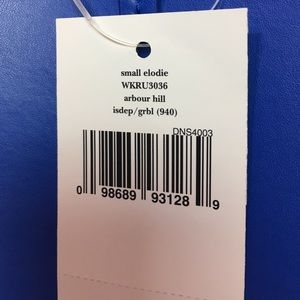 small elodie
WKRU3036
arbour hill
isdep/grbl (940)
DNS4003
0 98689 93128 9